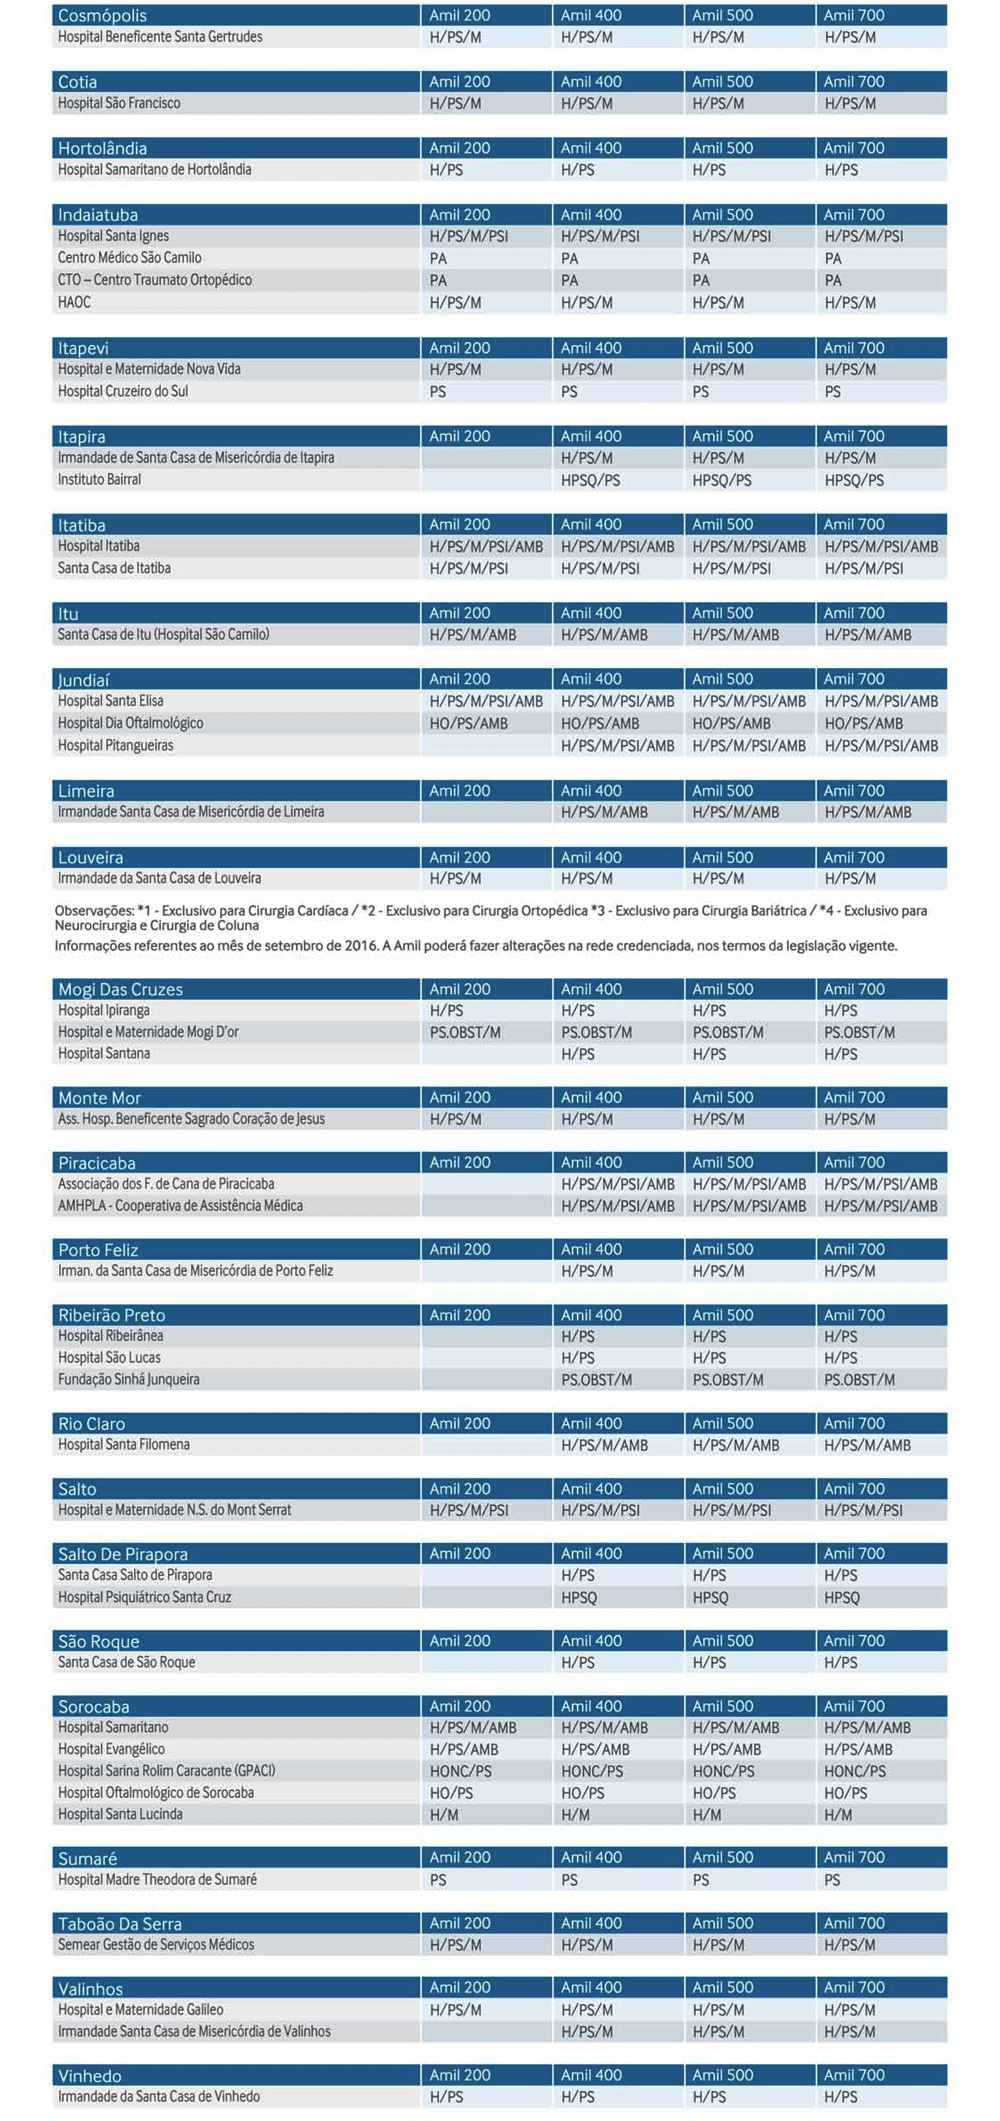 Cosmópolis Amil 200 Amil 400 Amil 500 Amil 700
Hospital Beneficente Santa Gertrudes H/PS/M H/PS/M H/PS/M H/PS/M
Cotia Amil 200 Amil 400 Amil 500 Amil 700
Hospital São Francisco H/PS/M H/PS/M H/PS/M H/PS/M
Hortolândia Amil 200 Amil 400 Amil 500 Amil 700
Hospital Samaritano de Hortolândia H/PS H/PS H/PS H/PS
Indaiatuba Amil 200 Amil 400 Amil 500 Amil 700
Hospital Santa Ignes H/PS/M/PSI H/PS/M/PSI H/PS/M/PSI H/PS/M/PSI
Centro Médico São Camilo PA PA PA PA
CTO – Centro Traumato Ortopédico PA PA PA PA
HAOC H/PS/M H/PS/M H/PS/M H/PS/M
Itapevi Amil 200 Amil 400 Amil 500 Amil 700
Hospital e Maternidade Nova Vida H/PS/M H/PS/M H/PS/M H/PS/M
Hospital Cruzeiro do Sul PS PS PS PS
Itapira Amil 200 Amil 400 Amil 500 Amil 700
Irmandade de Santa Casa de Misericórdia de Itapira H/PS/M H/PS/M H/PS/M
Instituto Bairral HPSQ/PS HPSQ/PS HPSQ/PS
Itatiba Amil 200 Amil 400 Amil 500 Amil 700
Hospital Itatiba H/PS/M/PSI/AMB H/PS/M/PSI/AMB H/PS/M/PSI/AMB H/PS/M/PSI/AMB
Santa Casa de Itatiba H/PS/M/PSI H/PS/M/PSI H/PS/M/PSI H/PS/M/PSI
Itu Amil 200 Amil 400 Amil 500 Amil 700
Santa Casa de Itu (Hospital São Camilo) H/PS/M/AMB H/PS/M/AMB H/PS/M/AMB H/PS/M/AMB
Jundiaí Amil 200 Amil 400 Amil 500 Amil 700
Hospital Santa Elisa H/PS/M/PSI/AMB H/PS/M/PSI/AMB H/PS/M/PSI/AMB H/PS/M/PSI/AMB
Hospital Dia Oftalmológico HO/PS/AMB HO/PS/AMB HO/PS/AMB HO/PS/AMB
Hospital Pitangueiras H/PS/M/PSI/AMB H/PS/M/PSI/AMB H/PS/M/PSI/AMB
Limeira Amil 200 Amil 400 Amil 500 Amil 700
Irmandade Santa Casa de Misericórdia de Limeira H/PS/M/AMB H/PS/M/AMB H/PS/M/AMB
Louveira Amil 200 Amil 400 Amil 500 Amil 700
Irmandade da Santa Casa de Louveira H/PS/M H/PS/M H/PS/M H/PS/M
Observações: *1 - Exclusivo para Cirurgia Cardíaca / *2 - Exclusivo para Cirurgia Ortopédica *3 - Exclusivo para Cirurgia Bariátrica / *4 - Exclusivo para
Neurocirurgia e Cirurgia de Coluna
Informações referentes ao mês de setembro de 2016. A Amil poderá fazer alterações na rede credenciada, nos termos da legislação vigente.
Mogi Das Cruzes Amil 200 Amil 400 Amil 500 Amil 700
Hospital Ipiranga H/PS H/PS H/PS H/PS
Hospital e Maternidade Mogi D'or PS.OBST/M PS.OBST/M PS.OBST/M PS.OBST/M
Hospital Santana H/PS H/PS H/PS
Monte Mor Amil 200 Amil 400 Amil 500 Amil 700
Ass. Hosp. Beneficente Sagrado Coração de Jesus H/PS/M H/PS/M H/PS/M H/PS/M
Piracicaba Amil 200 Amil 400 Amil 500 Amil 700
Associação dos F. de Cana de Piracicaba H/PS/M/PSI/AMB H/PS/M/PSI/AMB H/PS/M/PSI/AMB
AMHPLA - Cooperativa de Assistência Médica H/PS/M/PSI/AMB H/PS/M/PSI/AMB H/PS/M/PSI/AMB
Porto Feliz Amil 200 Amil 400 Amil 500 Amil 700
Irman. da Santa Casa de Misericórdia de Porto Feliz H/PS/M H/PS/M H/PS/M
Ribeirão Preto Amil 200 Amil 400 Amil 500 Amil 700
Hospital Ribeirânea H/PS H/PS H/PS
Hospital São Lucas H/PS H/PS H/PS
Fundação Sinhá Junqueira PS.OBST/M PS.OBST/M PS.OBST/M
Rio Claro Amil 200 Amil 400 Amil 500 Amil 700
Hospital Santa Filomena H/PS/M/AMB H/PS/M/AMB H/PS/M/AMB
Salto Amil 200 Amil 400 Amil 500 Amil 700
Hospital e Maternidade N.S. do Mont Serrat H/PS/M/PSI H/PS/M/PSI H/PS/M/PSI H/PS/M/PSI
Salto De Pirapora Amil 200 Amil 400 Amil 500 Amil 700
Santa Casa Salto de Pirapora H/PS H/PS H/PS
Hospital Psiquiátrico Santa Cruz HPSQ HPSQ HPSQ
São Roque Amil 200 Amil 400 Amil 500 Amil 700
Santa Casa de São Roque H/PS H/PS H/PS
Sorocaba Amil 200 Amil 400 Amil 500 Amil 700
Hospital Samaritano H/PS/M/AMB H/PS/M/AMB H/PS/M/AMB H/PS/M/AMB
Hospital Evangélico H/PS/AMB H/PS/AMB H/PS/AMB H/PS/AMB
Hospital Sarina Rolim Caracante (GPACI) HONC/PS HONC/PS HONC/PS HONC/PS
Hospital Oftalmológico de Sorocaba HO/PS HO/PS HO/PS HO/PS
Hospital Santa Lucinda H/M H/M H/M H/M
Sumaré Amil 200 Amil 400 Amil 500 Amil 700
Hospital Madre Theodora de Sumaré PS PS PS PS
Taboão Da Serra Amil 200 Amil 400 Amil 500 Amil 700
Semear Gestão de Serviços Médicos H/PS/M H/PS/M H/PS/M H/PS/M
Valinhos Amil 200 Amil 400 Amil 500 Amil 700
Hospital e Maternidade Galileo H/PS/M H/PS/M H/PS/M H/PS/M
Irmandade Santa Casa de Misericórdia de Valinhos H/PS/M H/PS/M H/PS/M
Vinhedo Amil 200 Amil 400 Amil 500 Amil 700
Irmandade da Santa Casa de Vinhedo H/PS H/PS H/PS H/PS